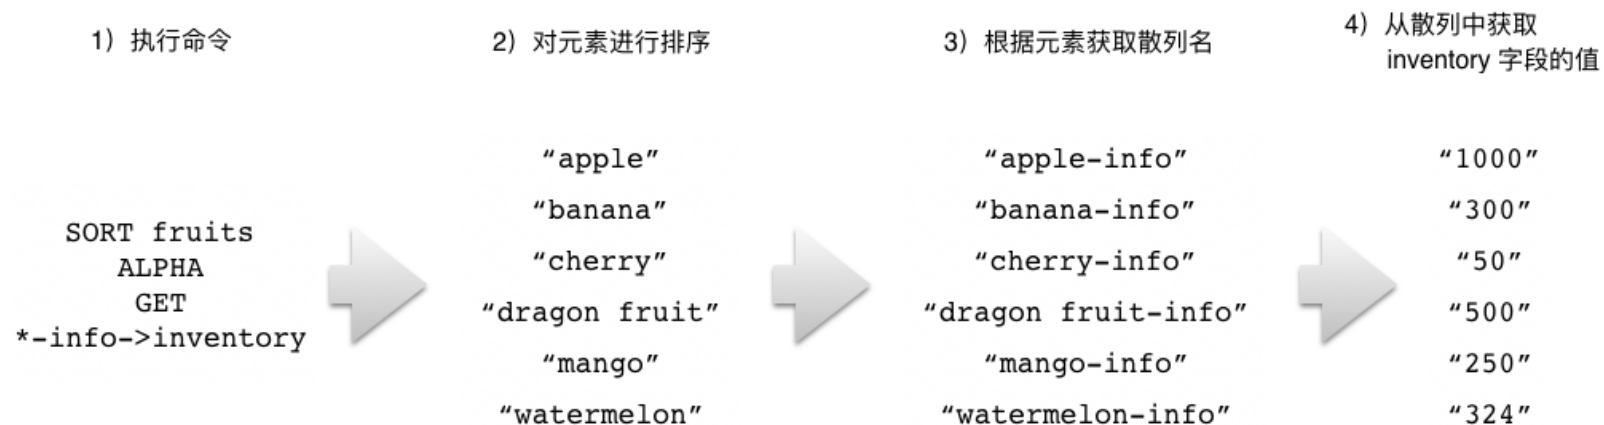 1）执行命令
SORT fruits
ALPHA
GET
*-info->inventory
2）对元素进行排序
“apple”
“banana”
“cherry”
“dragon fruit”
“mango”
“watermelon”
3）根据元素获取散列名
“apple-info”
“banana-info”
“cherry-info”
“dragon fruit-info”
“mango-info”
“watermelon-info”
4）从散列中获取
inventory 字段的值
“1000”
“300”
“50”
“500”
“250”
“324”